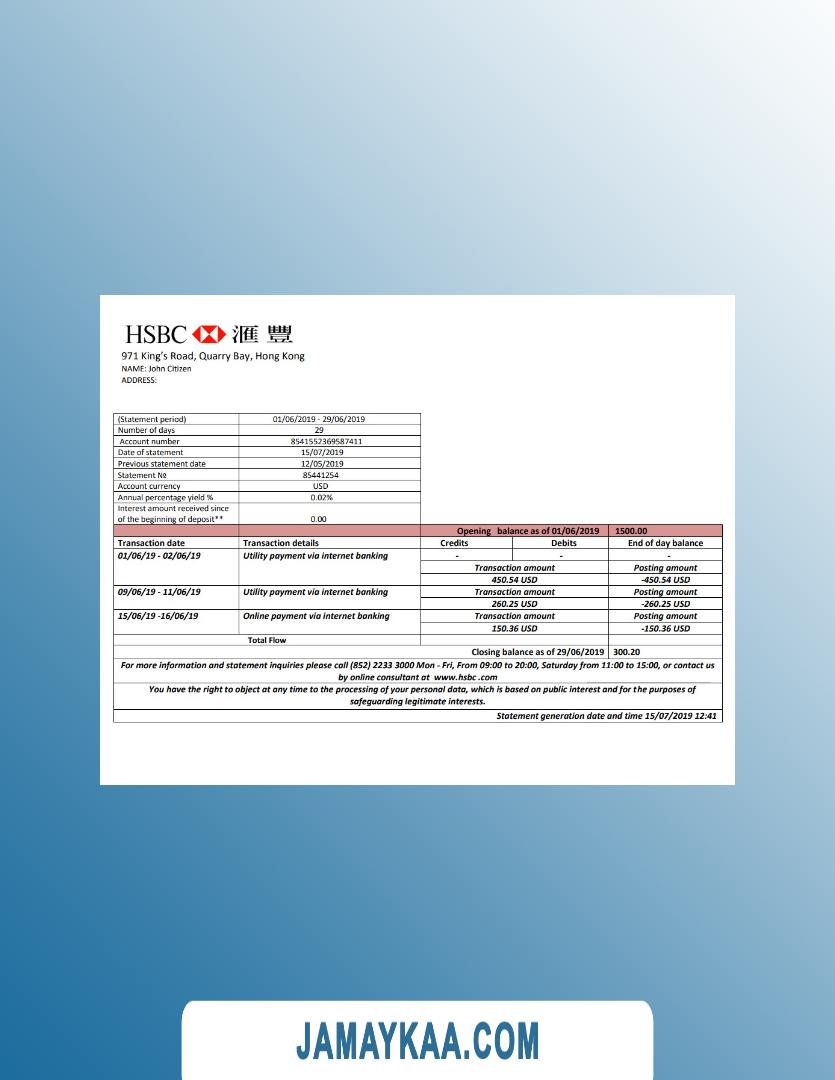 HSBC 滙豐
971 King's Road, Quarry Bay, Hong Kong
NAME: John Citizen
ADDRESS:
(Statement period) 01/06/2019 - 29/06/2019
Number of days 29
Account number 8541552369587411
Date of statement 15/07/2019
Previous statement date 12/05/2019
Statement № 85441254
Account currency USD
Annual percentage yield % 0.02%
Interest amount received since
of the beginning of deposit** 0.00
Opening balance as of 01/06/2019 1500.00
Transaction date Transaction details Credits Debits End of day balance
01/06/19 - 02/06/19 Utility payment via internet banking - - -
Transaction amount Posting amount
450.54 USD -450.54 USD
09/06/19 - 11/06/19 Utility payment via internet banking Transaction amount Posting amount
260.25 USD -260.25 USD
15/06/19 -16/06/19 Online payment via internet banking Transaction amount Posting amount
150.36 USD -150.36 USD
Total Flow
Closing balance as of 29/06/2019 300.20
For more information and statement inquiries please call (852) 2233 3000 Mon - Fri, From 09:00 to 20:00, Saturday from 11:00 to 15:00, or contact us
by online consultant at www.hsbc .com
You have the right to object at any time to the processing of your personal data, which is based on public interest and for the purposes of
safeguarding legitimate interests.
Statement generation date and time 15/07/2019 12:41
JAMAYKAA.COM